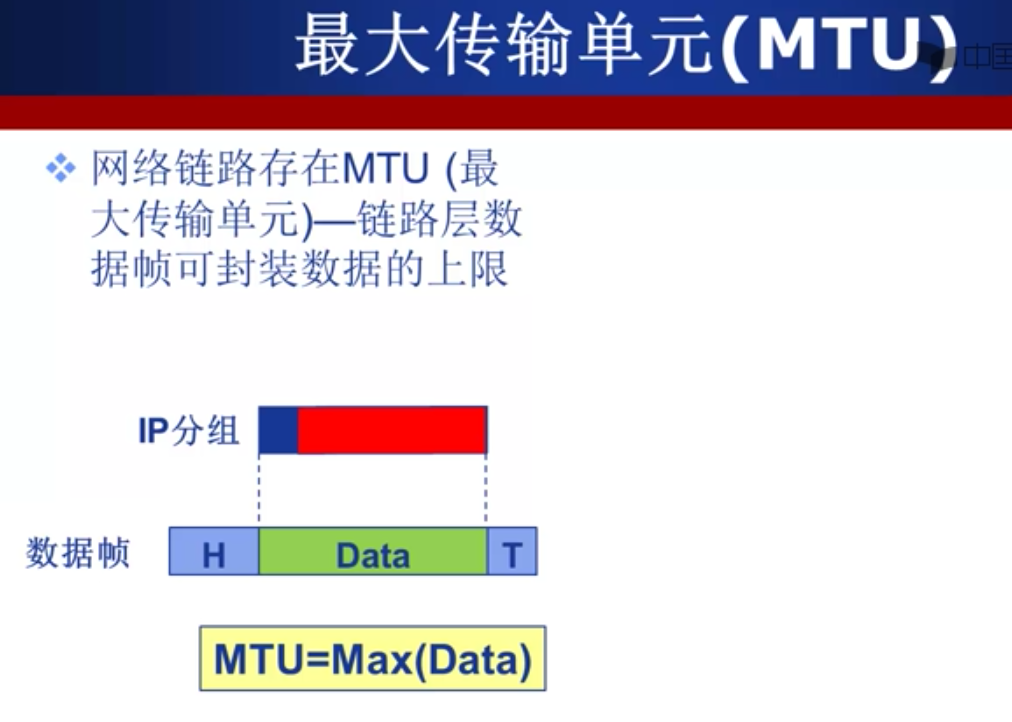 最大传输单元(MTU)
中国
网络链路存在MTU (最
大传输单元)—链路层数
据帧可封装数据的上限
IP分组
数据帧
H
Data
T
MTU=Max(Data)